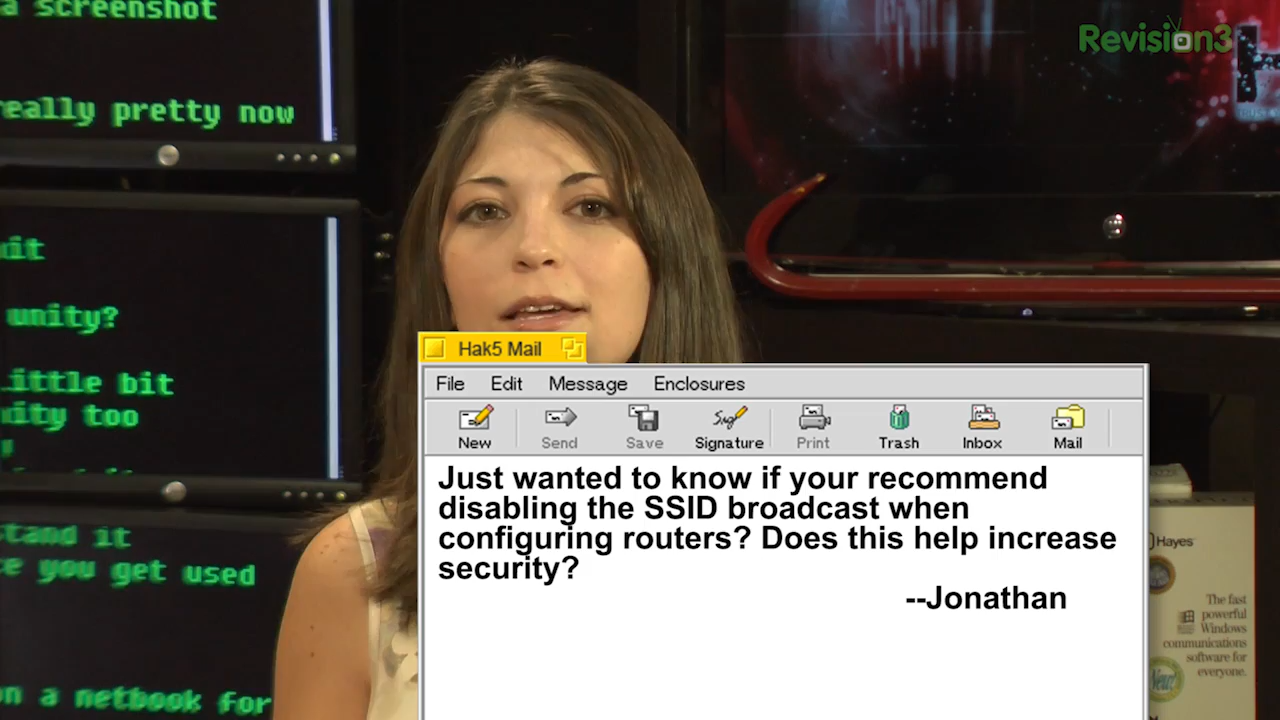 a screenshot
really pretty now
unity?
little bit
too
stand it
you get used
on a netbook for
Revision3
Hak5 Mail
File Edit Message Enclosures
New Send Save Signature Print Trash Inbox Mail
Just wanted to know if your recommend
disabling the SSID broadcast when
configuring routers? Does this help increase
security?
--Jonathan
Hayes
The fast
powerful
Windows
communications
software for
everyone.
New!